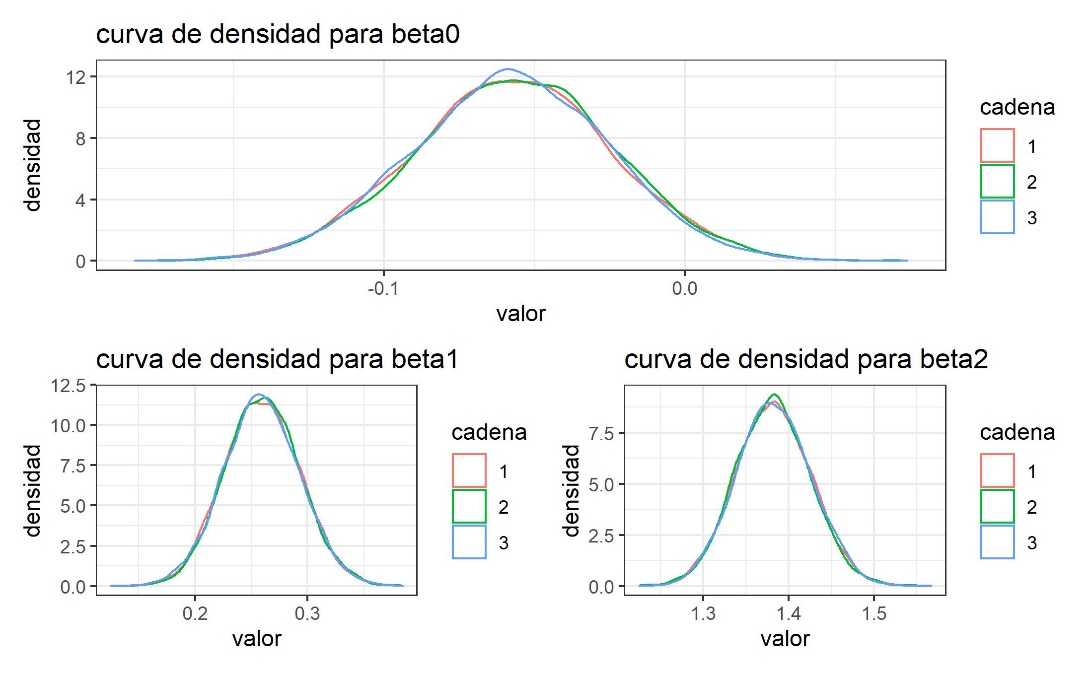 curva de densidad para beta0
12
8
4
0
densidad
-0.1
0.0
valor
cadena
1
2
3
curva de densidad para beta1
12.5
10.0
7.5
5.0
2.5
0.0
densidad
0.2
0.3
valor
cadena
1
2
3
curva de densidad para beta2
7.5
5.0
2.5
0.0
densidad
1.3
1.4
1.5
valor
cadena
1
2
3